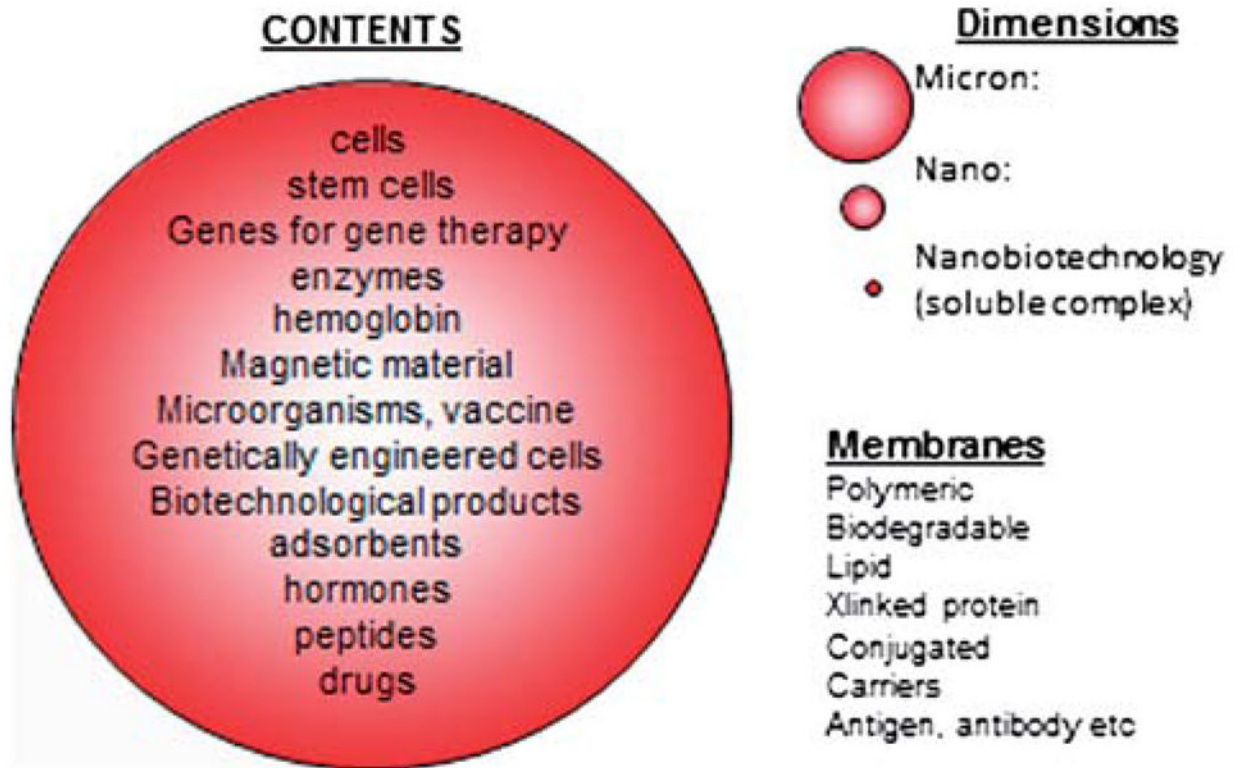 CONTENTS
cells
stem cells
Genes for gene therapy
enzymes
hemoglobin
Magnetic material
Microorganisms, vaccine
Genetically engineered cells
Biotechnological products
adsorbents
hormones
peptides
drugs
Dimensions
Micron:
Nano:
Nanobiotechnology
(soluble complex)
Membranes
Polymeric
Biodegradable
Lipid
Xlinked protein
Conjugated
Carriers
Antigen, antibody etc